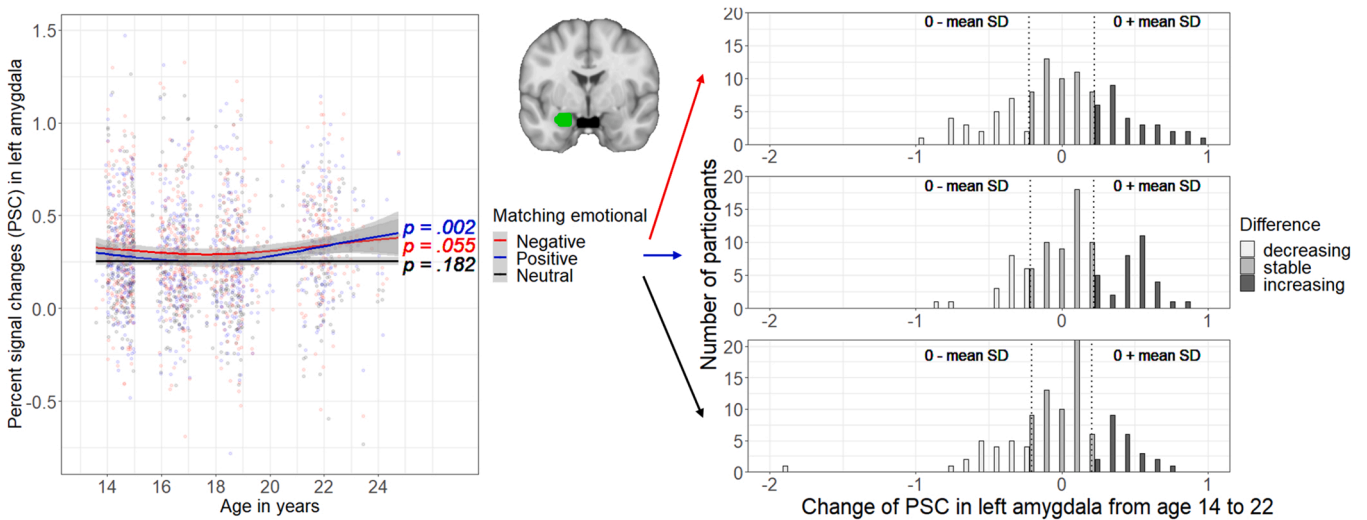 Percent signal changes (PSC) in left amygdala
1.5
1.0
0.5
0.0
-0.5
14
16
18
20
22
24
Age in years
p = .002
p = .055
p = .182
Matching emotional
Negative
Positive
Neutral
Number of particpants
20
15
10
5
0
0 - mean SD
0 + mean SD
-2
-1
0
1
20
15
10
5
0
0 - mean SD
0 + mean SD
-2
-1
0
1
20
15
10
5
0
0 - mean SD
0 + mean SD
-2
-1
0
1
Change of PSC in left amygdala from age 14 to 22
Difference
decreasing
stable
increasing